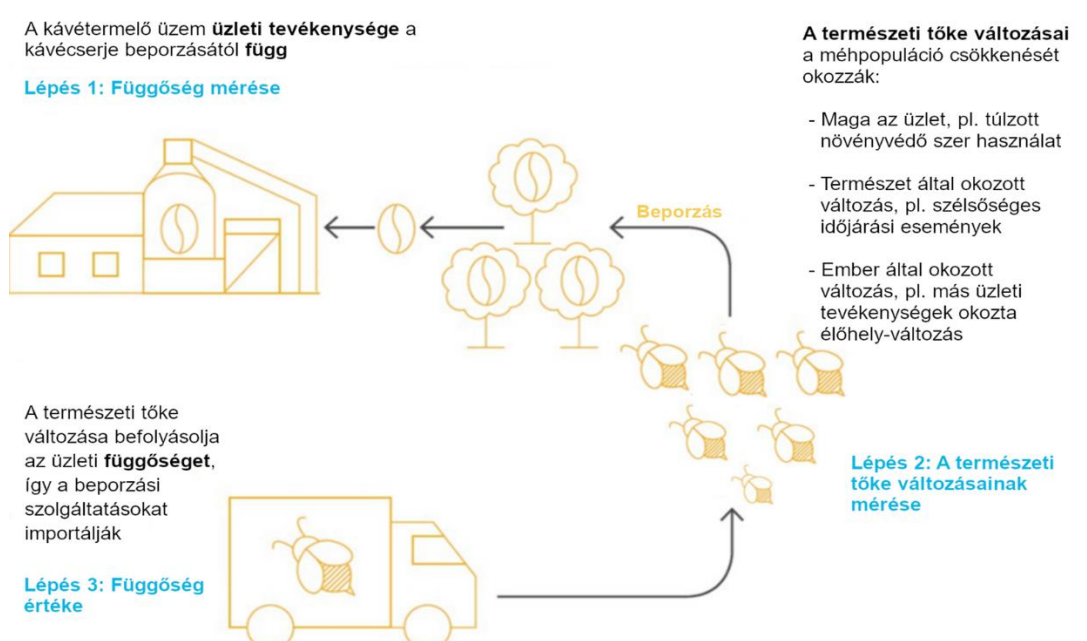 A kávétermelő üzem üzleti tevékenysége a
kávécserje beporzásától függ
Lépés 1: Függőség mérése
A természeti tőke változásai
a méhpopuláció csökkenését
okozzák:
- Maga az üzlet, pl. túlzott
növényvédő szer használat
- Természet által okozott
változás, pl. szélsőséges
időjárási események
- Ember által okozott
változás, pl. más üzleti
tevékenységek okozta
élőhely-változás
Beporzás
Lépés 2: A természeti
tőke változásainak
mérése
A természeti tőke
változása befolyásolja
az üzleti függőséget,
így a beporzási
szolgáltatásokat
importálják
Lépés 3: Függőség
értéke